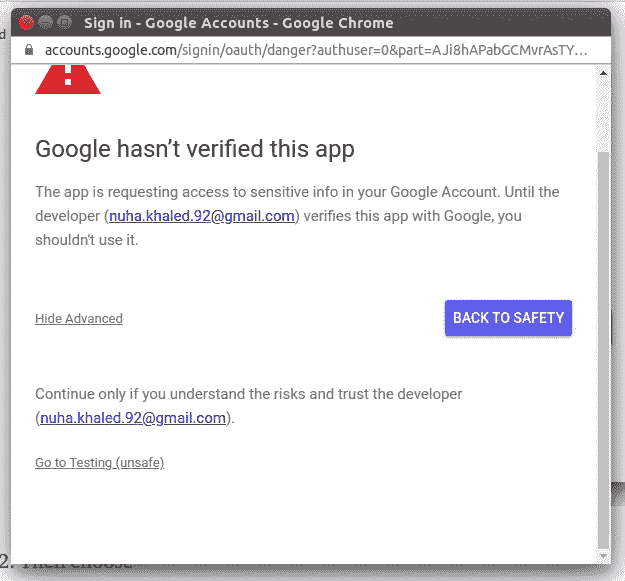 Sign in - Google Accounts - Google Chrome
accounts.google.com/signin/oauth/danger?authuser=0&part=AJi8hAPabGCMvrAsTY…
Google hasn’t verified this app
The app is requesting access to sensitive info in your Google Account. Until the
developer (nuha.khaled.92@gmail.com) verifies this app with Google, you
shouldn't use it.
Hide Advanced
BACK TO SAFETY
Continue only if you understand the risks and trust the developer
(nuha.khaled.92@gmail.com).
Go to Testing (unsafe)
2. Then choose